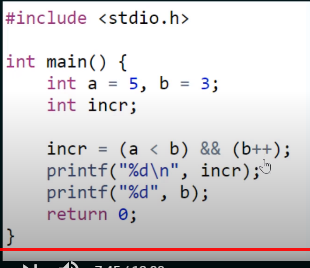 #include <stdio.h>
int main() {
int a = 5, b = 3;
int incr;
incr = (a < b) && (b++);
printf("%d\n", incr);
printf("%d", b);
return 0;
}